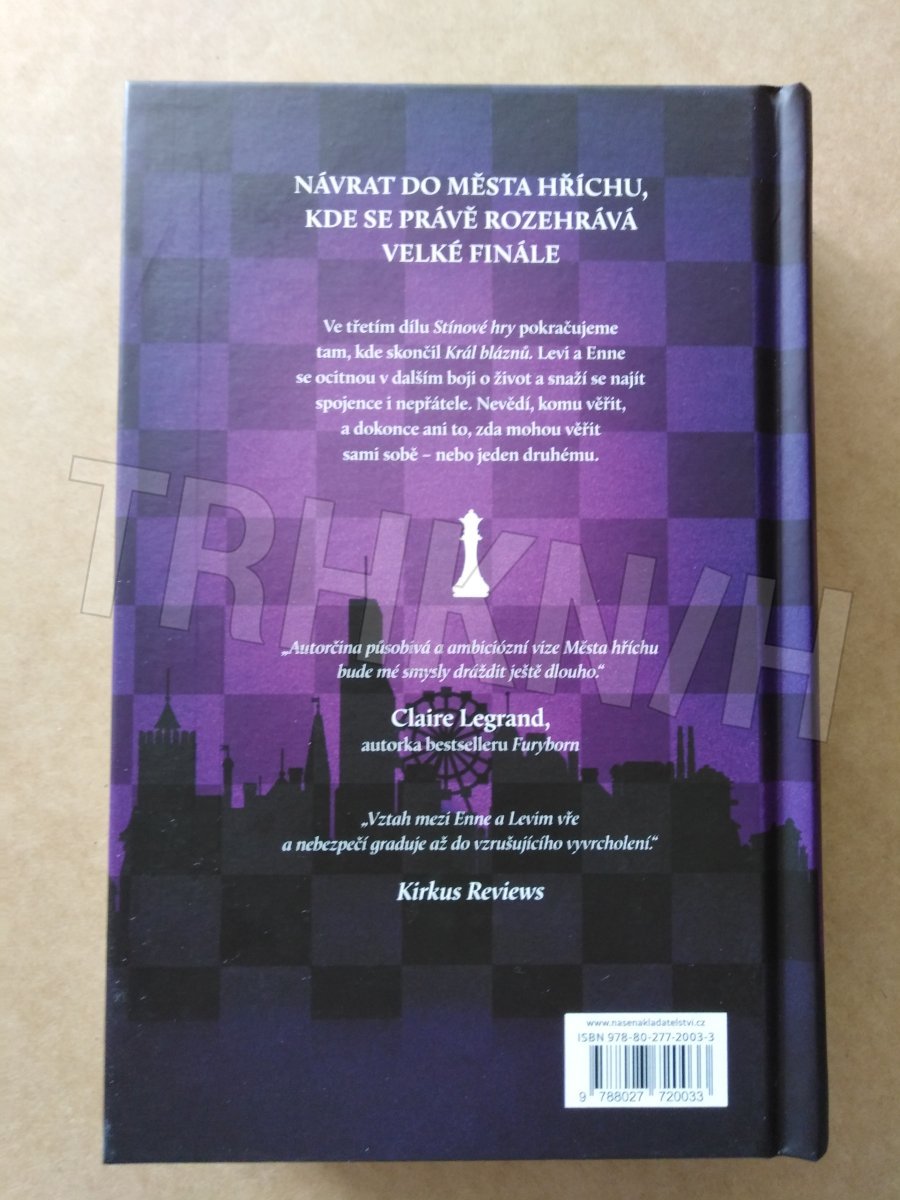 NÁVRAT DO MĚSTA HŘÍCHU,
KDE SE PRÁVĚ ROZEHRÁVÁ
VELKÉ FINÁLE
Ve třetím dílu Stínové hry pokračujeme
tam, kde skončil Král bláznů. Levi a Enne
se ocitnou v dalším boji o život a snaží se najít
spojence i nepřátele. Nevědí, komu věřit,
a dokonce ani to, zda mohou věřit
sami sobě – nebo jeden druhému.
TRHKNIH
„Autorčina působivá a ambiciózní vize Města hříchu
bude mé smysly dráždit ještě dlouho.“
Claire Legrand,
autorka bestselleru Furyborn
„Vztah mezi Enne a Levim vře
a nebezpečí graduje až do vzrušujícího vyvrcholení.“
Kirkus Reviews
www.nasenakladatelstvi.cz
ISBN 978-80-277-2003-3
9 788027 720033